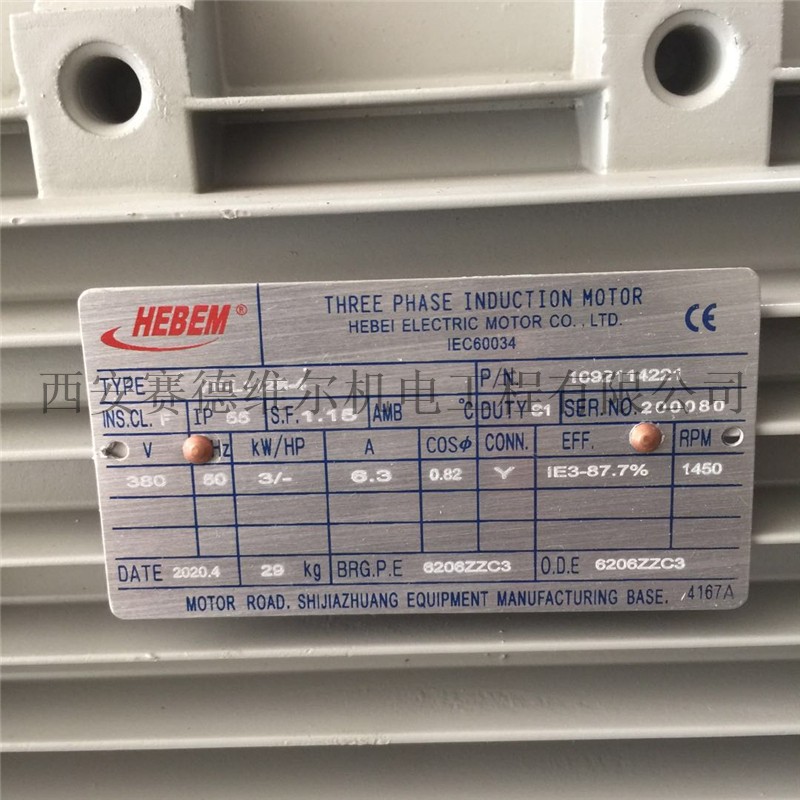 HEBEM®
THREE PHASE INDUCTION MOTOR
HEBEI ELECTRIC MOTOR CO., LTD.
IEC60034
CE
TYPE P/N
西安赛德维尔机电工程有限公司
INS.CL. F IP S.F. 1.15 AMB °C DUTY S1 SER.NO. 200080
V Hz KW/HP A COSϕ CONN. EFF. RPM
380 50 3/- 6.3 0.82 Y IE3-87.7% 1450
DATE 2020.4 29 kg BRG.P.E 6206ZZC3 O.D.E 6206ZZC3
MOTOR ROAD, SHIJIAZHUANG EQUIPMENT MANUFACTURING BASE. 4167A